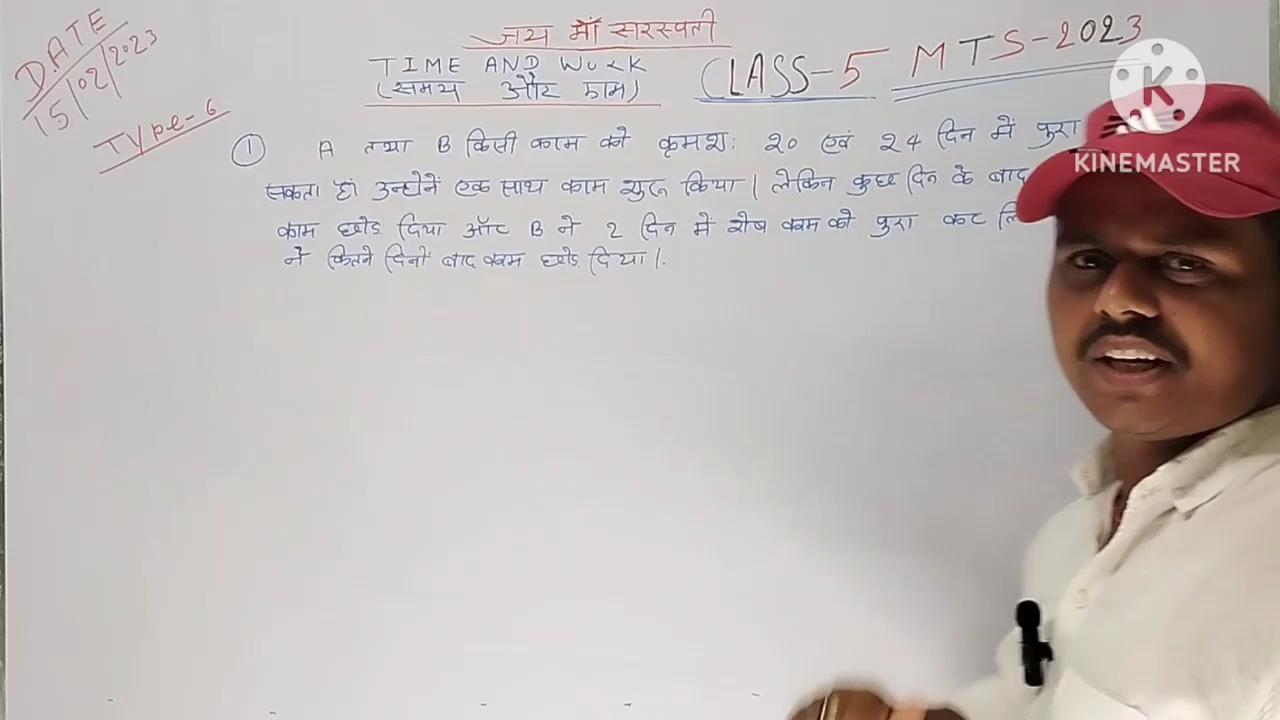 जय माँ सरस्वती
D.ATE
15/02/2023
TIME AND WORK
(समय और काम)
CLASS-5 MTS-2023
Type-6
① A तथा B किसी काम को क्रमश: 20 एवं 24 दिन में पुरा
सकता हां उन्होनें एक साथ काम शुरू किया। लेकिन कुछ दिन के बाद
काम छोड़ दिया और B ने 2 दिन में शेष काम को पुरा कर लि
ने कितने दिनों बाद काम छोड़ दिया।.
K
KINEMASTER